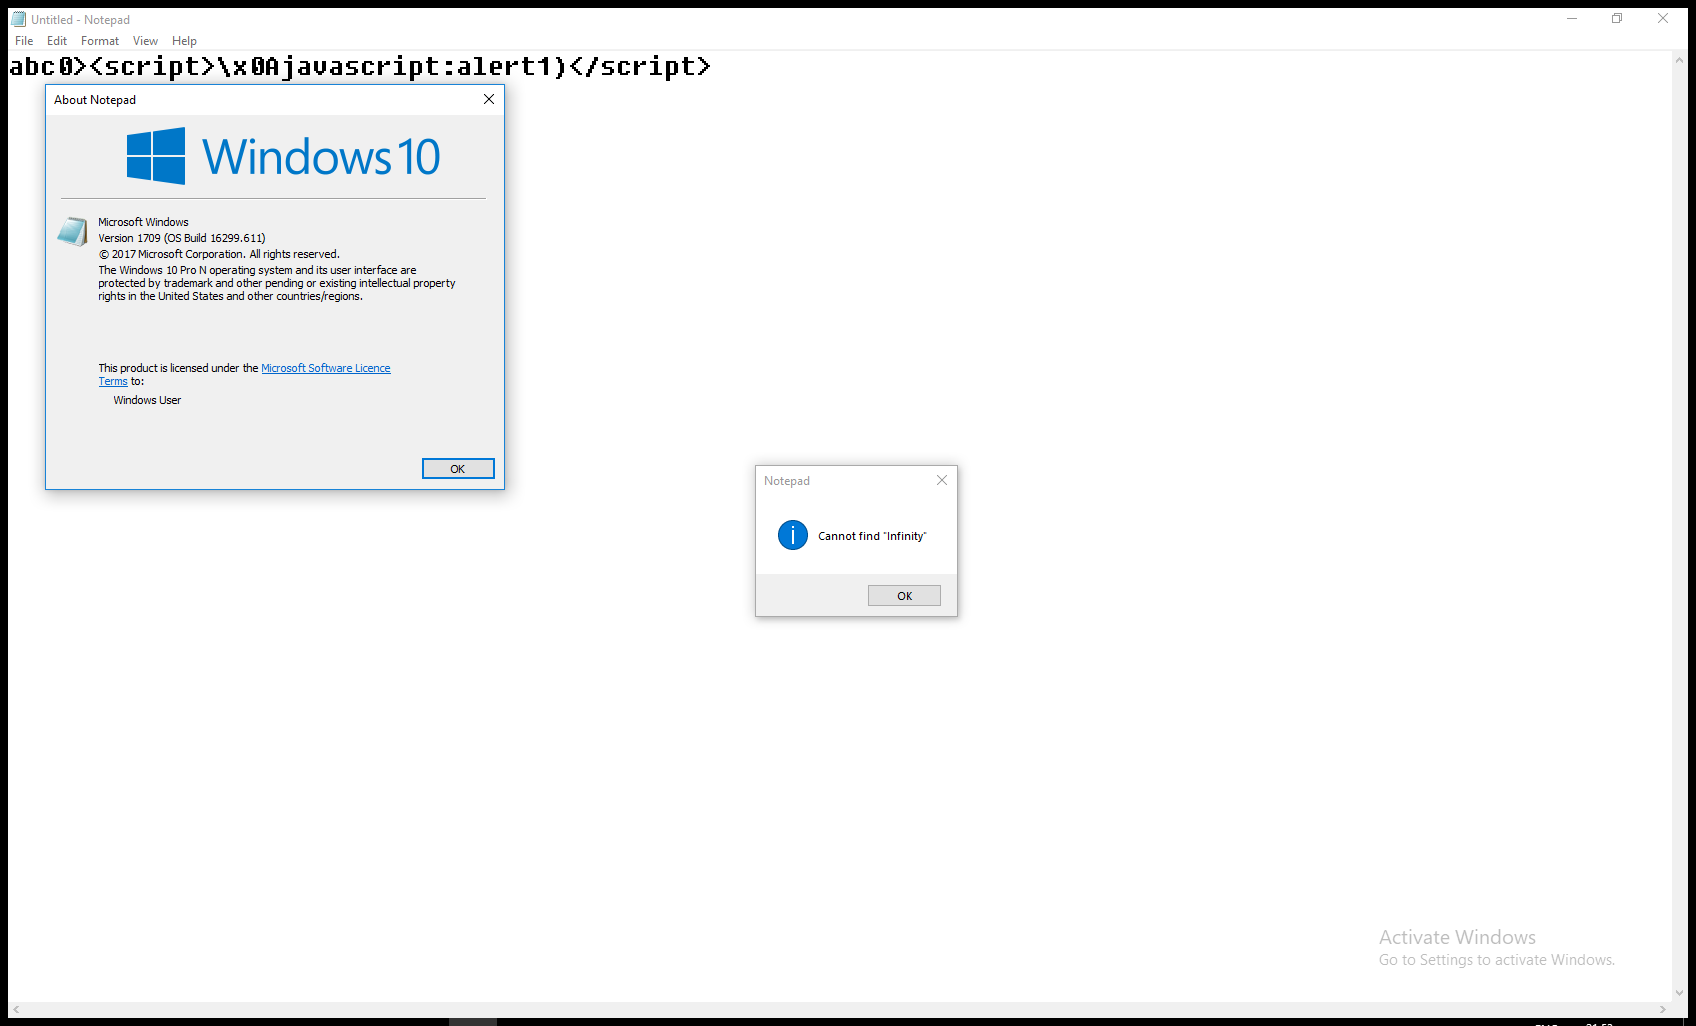 Untitled - Notepad
File Edit Format View Help
abc0><script>\x0Ajavascript:alert1)</script>
About Notepad
Windows 10
Microsoft Windows
Version 1709 (OS Build 16299.611)
© 2017 Microsoft Corporation. All rights reserved.
The Windows 10 Pro N operating system and its user interface are
protected by trademark and other pending or existing intellectual property
rights in the United States and other countries/regions.
This product is licensed under the Microsoft Software Licence
Terms to:
Windows User
OK
Notepad
Cannot find "Infinity"
OK
Activate Windows
Go to Settings to activate Windows.